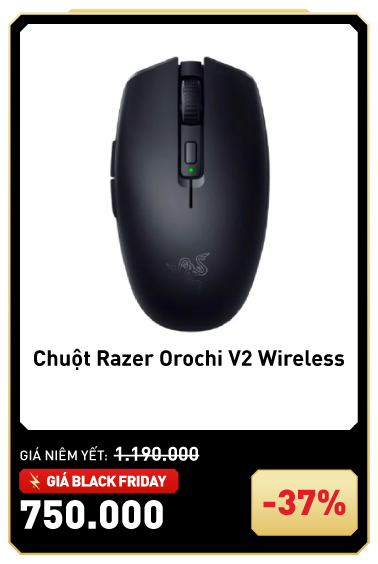 Chuột Razer Orochi V2 Wireless
GIÁ NIÊM YẾT: 1.190.000
GIÁ BLACK FRIDAY
750.000
-37%